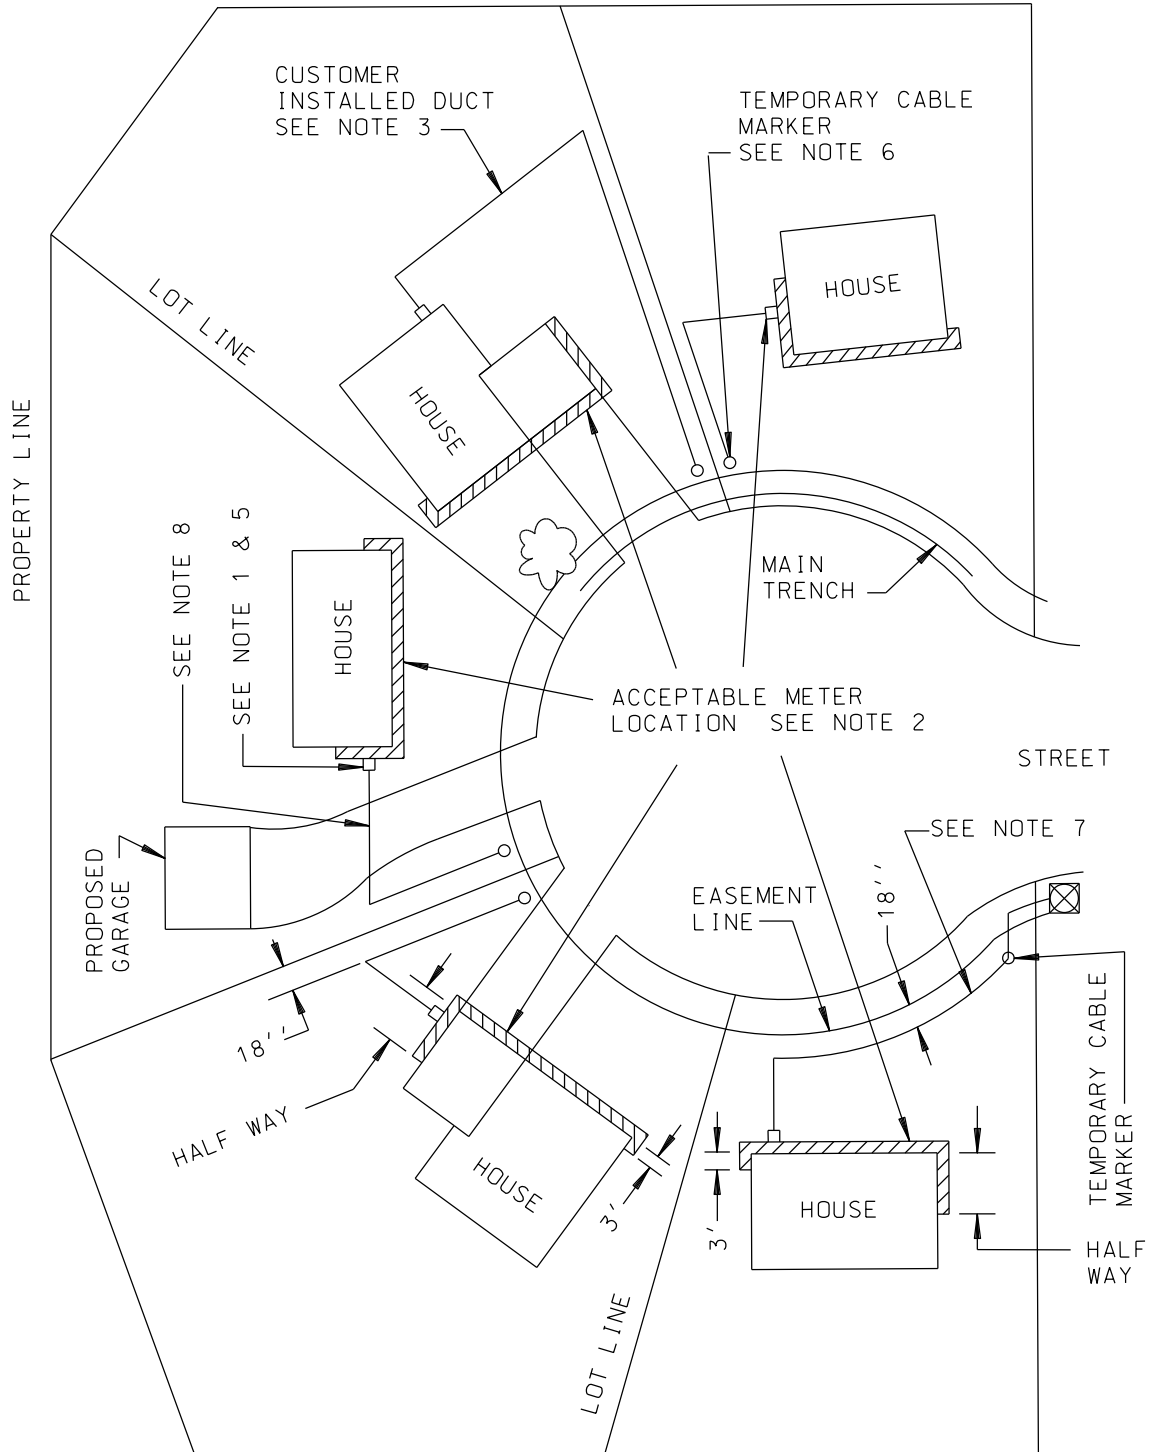 CUSTOMER
INSTALLED DUCT
SEE NOTE 3
TEMPORARY CABLE
MARKER
SEE NOTE 6
HOUSE
LOT LINE
HOUSE
PROPERTY LINE
SEE NOTE 8
SEE NOTE 1 & 5
MAIN
TRENCH
HOUSE
ACCEPTABLE METER
LOCATION SEE NOTE 2
STREET
SEE NOTE 7
PROPOSED
GARAGE
EASEMENT
LINE
18''
18''
HALF WAY
TEMPORARY CABLE
MARKER
HOUSE
3'
3'
HOUSE
HALF
WAY
LOT LINE